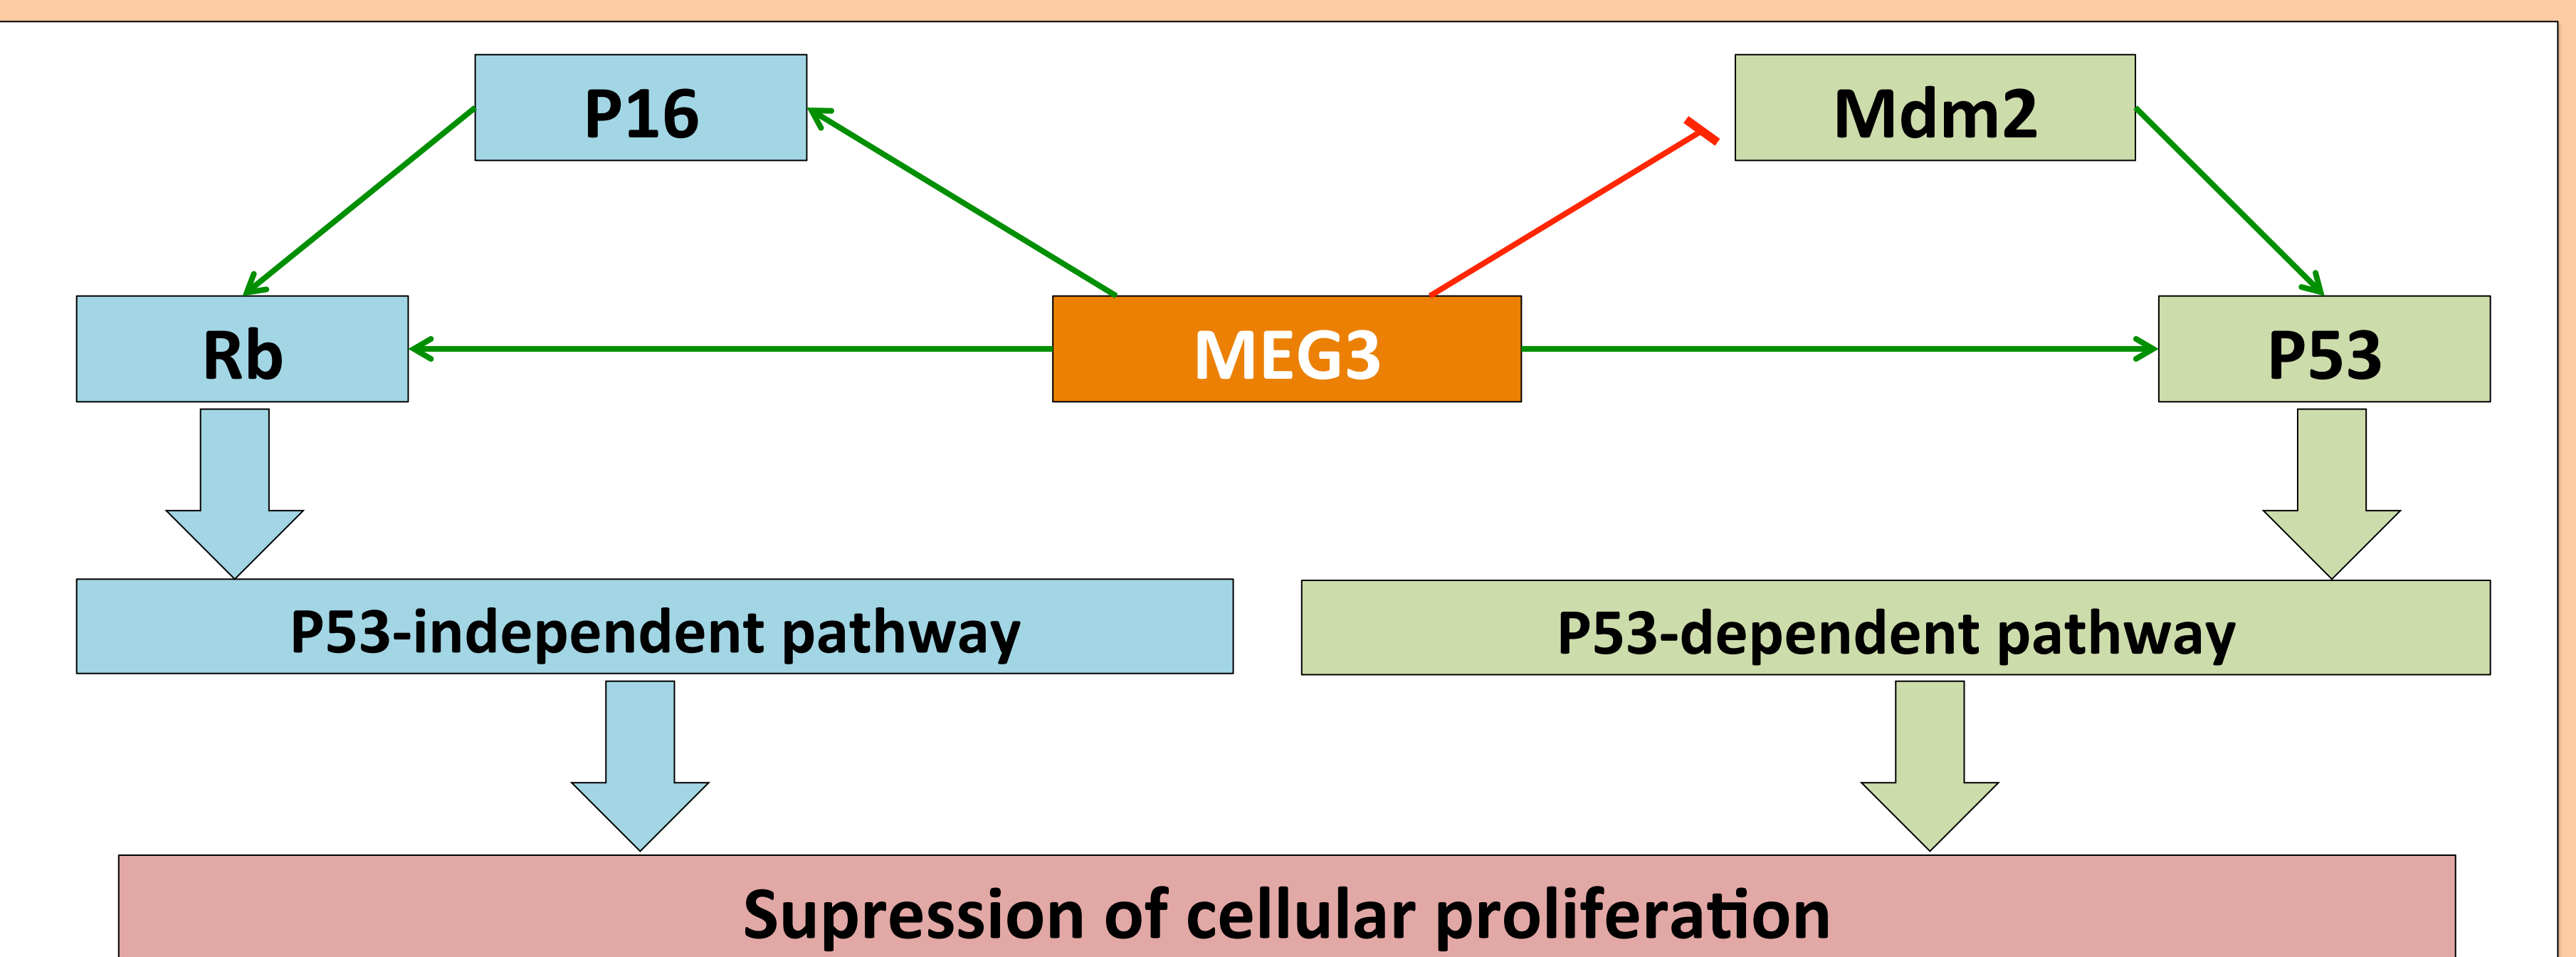 P16
Mdm2
Rb
MEG3
P53
P53-independent pathway
P53-dependent pathway
Supression of cellular proliferation